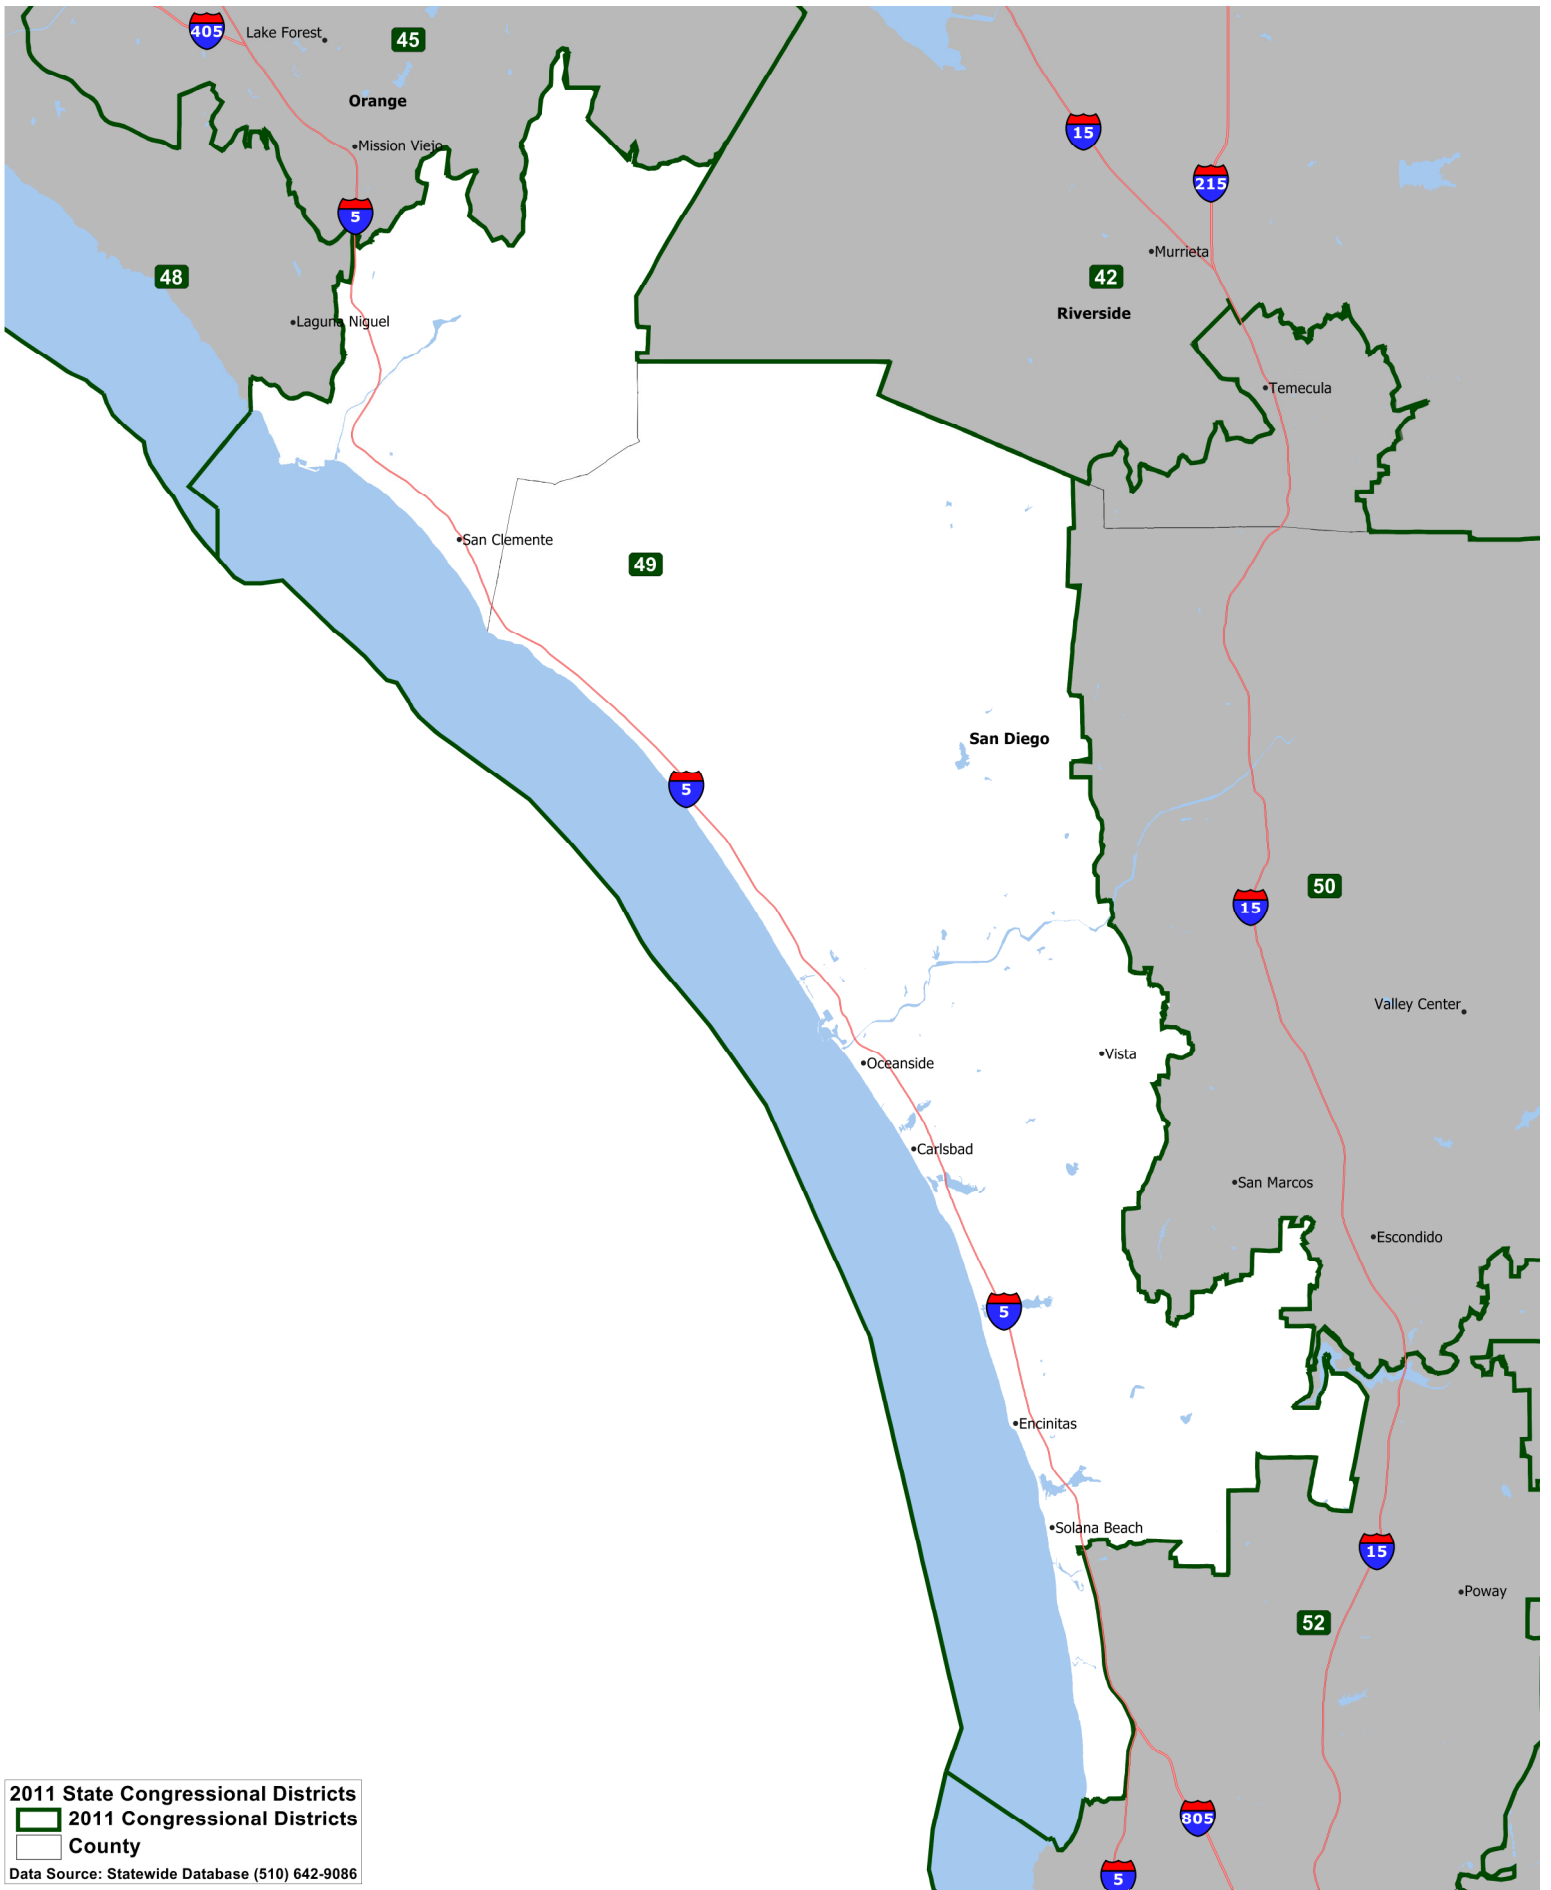 405
Lake Forest
45
Orange
15
Mission Viejo
215
5
Murrieta
48
42
Riverside
Laguna Niguel
Temecula
San Clemente
49
San Diego
5
50
15
Valley Center
Vista
Oceanside
Carlsbad
San Marcos
Escondido
5
Encinitas
Solana Beach
15
Poway
52
2011 State Congressional Districts
2011 Congressional Districts
County
Data Source: Statewide Database (510) 642-9086
805
5